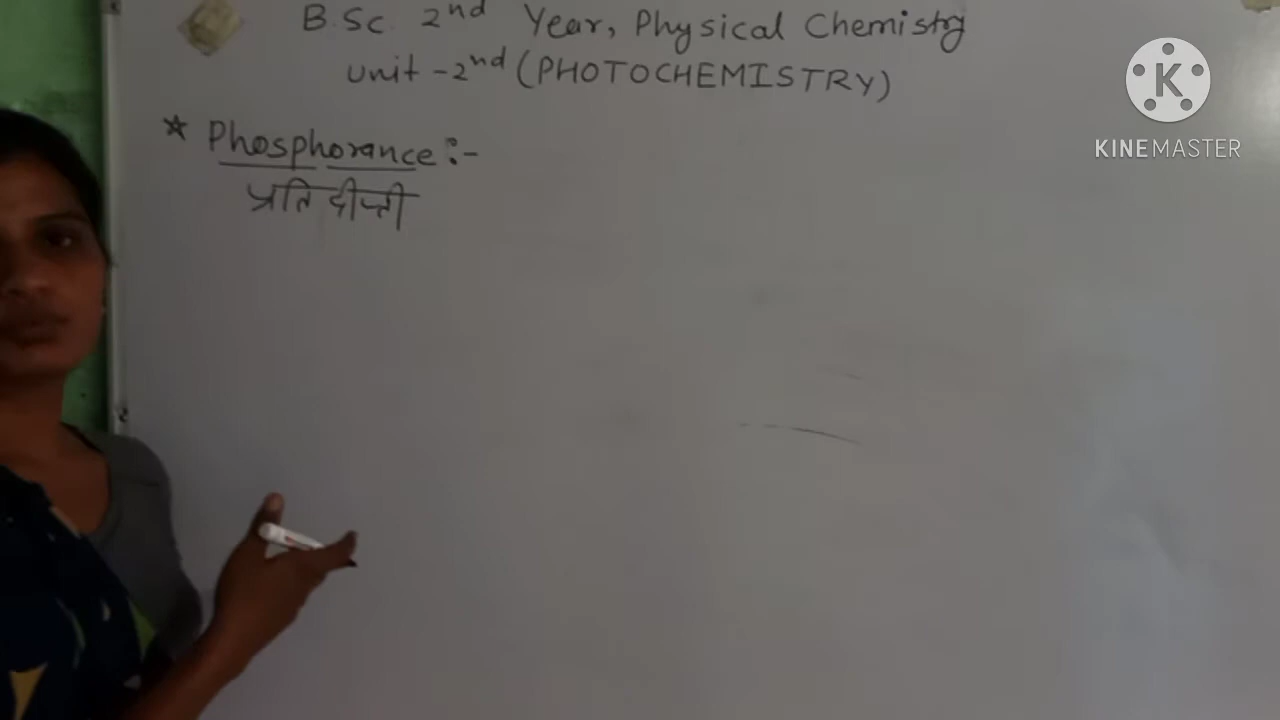 B.Sc. 2nd Year, Physical Chemistry
Unit-2nd (PHOTOCHEMISTRY)
* Phosphorance:-
प्रति दीप्ती
K
KINEMASTER